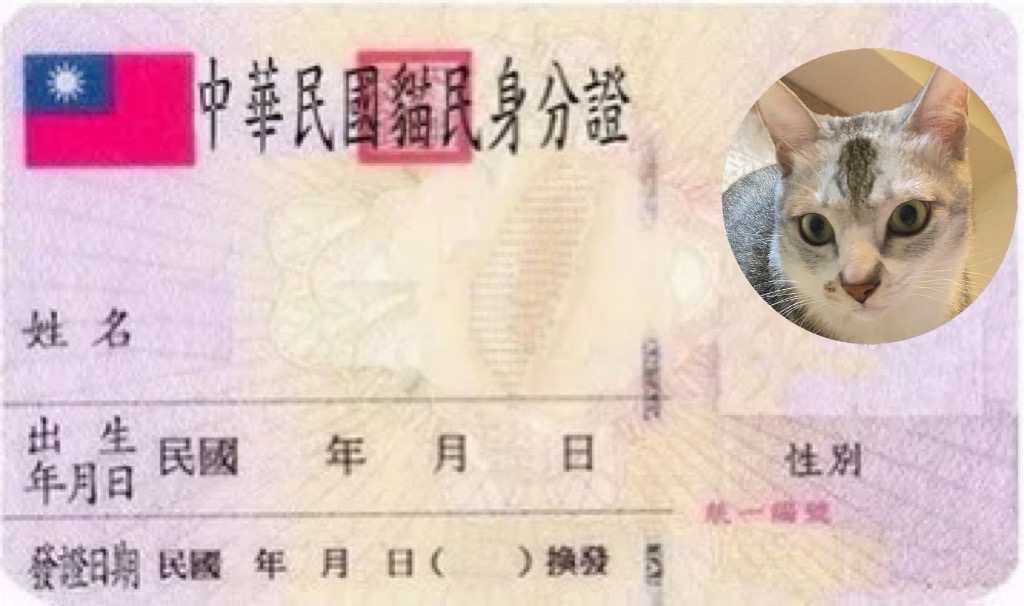 中華民國貓民身分證
姓名
出生年月日 民國 年 月 日
性別
統一編號
發證日期 民國 年 月 日( )換發